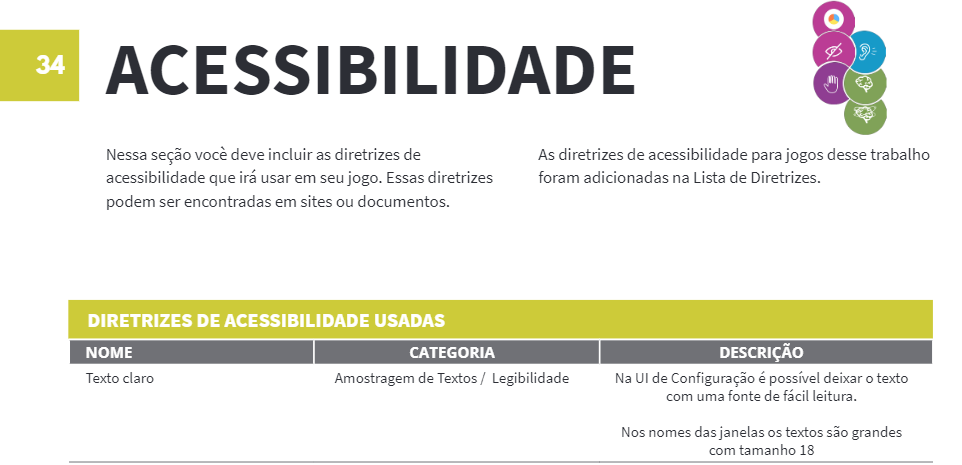 34
ACESSIBILIDADE
Nessa seção você deve incluir as diretrizes de
acessibilidade que irá usar em seu jogo. Essas diretrizes
podem ser encontradas em sites ou documentos.
As diretrizes de acessibilidade para jogos desse trabalho
foram adicionadas na Lista de Diretrizes.
DIRETRIZES DE ACESSIBILIDADE USADAS
NOME CATEGORIA DESCRIÇÃO
Texto claro Amostragem de Textos / Legibilidade Na UI de Configuração é possível deixar o texto
com uma fonte de fácil leitura.
Nos nomes das janelas os textos são grandes
com tamanho 18